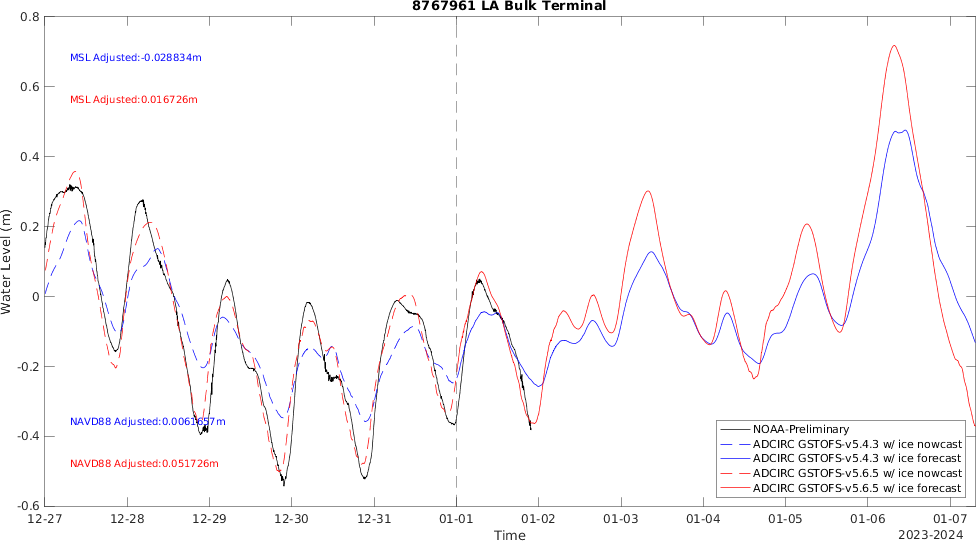 8767961 LA Bulk Terminal
0.8
0.6
0.4
0.2
0
-0.2
-0.4
-0.6
Water Level (m)
MSL Adjusted:-0.028834m
MSL Adjusted:0.016726m
NAVD88 Adjusted:0.0061657m
NAVD88 Adjusted:0.051726m
NOAA-Preliminary
ADCIRC GSTOFS-v5.4.3 w/ ice nowcast
ADCIRC GSTOFS-v5.4.3 w/ ice forecast
ADCIRC GSTOFS-v5.6.5 w/ ice nowcast
ADCIRC GSTOFS-v5.6.5 w/ ice forecast
12-27 12-28 12-29 12-30 12-31 01-01 01-02 01-03 01-04 01-05 01-06 01-07
Time
2023-2024